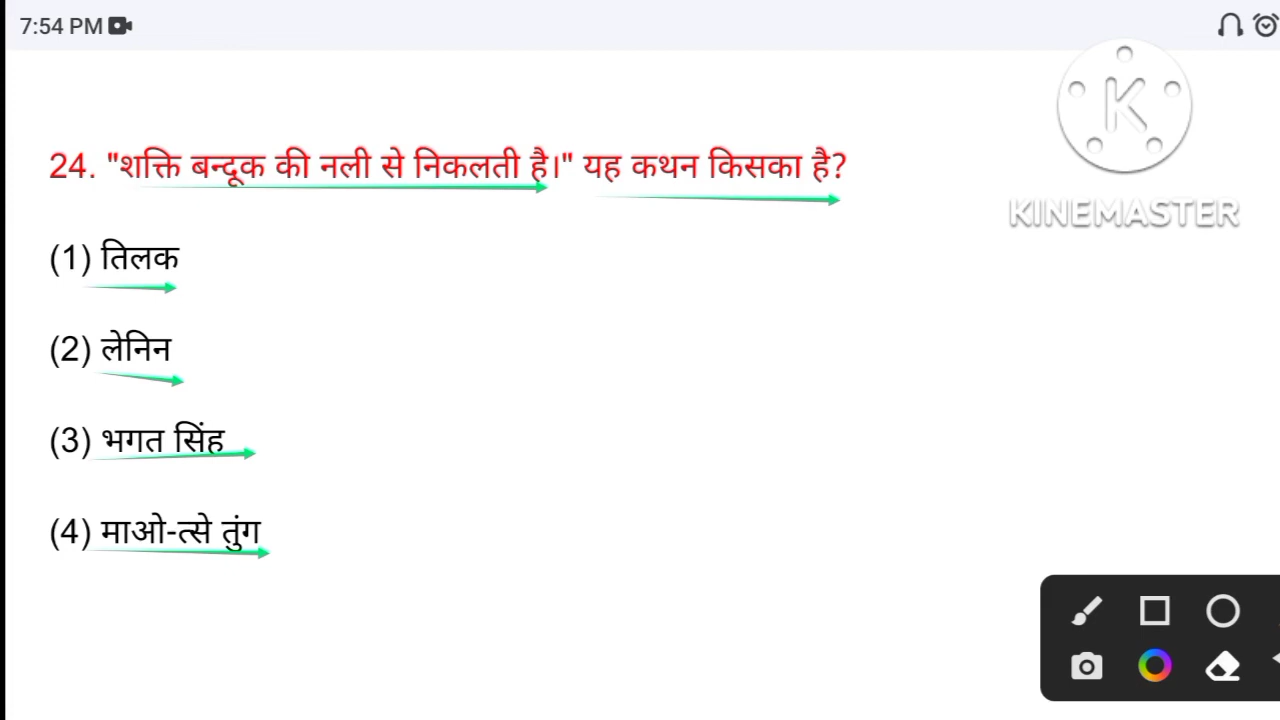 7:54 PM
KINEMASTER
24. "शक्ति बन्दूक की नली से निकलती है।" यह कथन किसका है?
(1) तिलक
(2) लेनिन
(3) भगत सिंह
(4) माओ-त्से तुंग